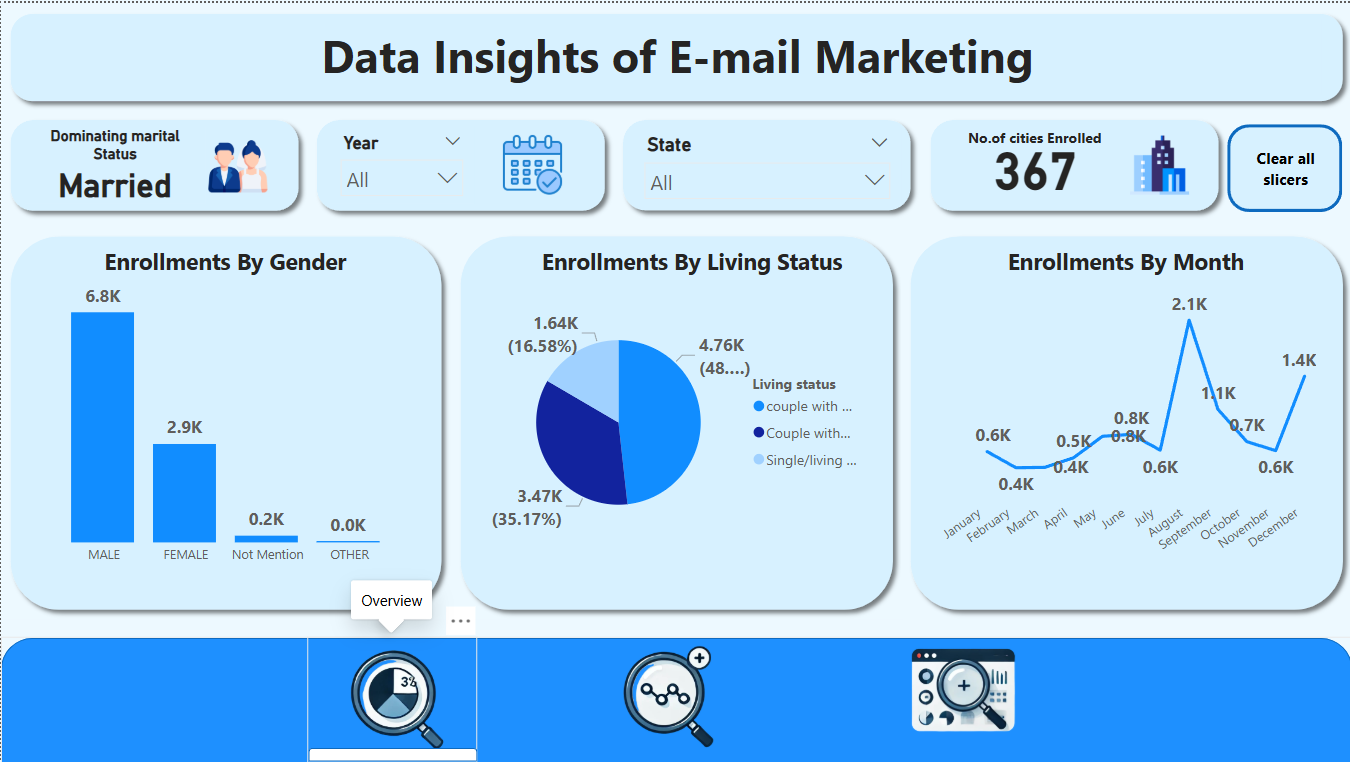 Data Insights of E-mail Marketing
Dominating marital
Status
Married
Year
All
State
All
No.of cities Enrolled
367
Clear all
slicers
Enrollments By Gender
6.8K
2.9K
0.2K
0.0K
MALE
FEMALE
Not Mention
OTHER
Enrollments By Living Status
1.64K
(16.58%)
4.76K
(48....)
3.47K
(35.17%)
Living status
couple with ...
Couple with...
Single/living ...
Enrollments By Month
0.6K
0.4K
0.4K
0.5K
0.8K
0.8K
0.6K
2.1K
1.1K
0.7K
0.6K
1.4K
January
February
March
April
May
June
July
August
September
October
November
December
Overview
...